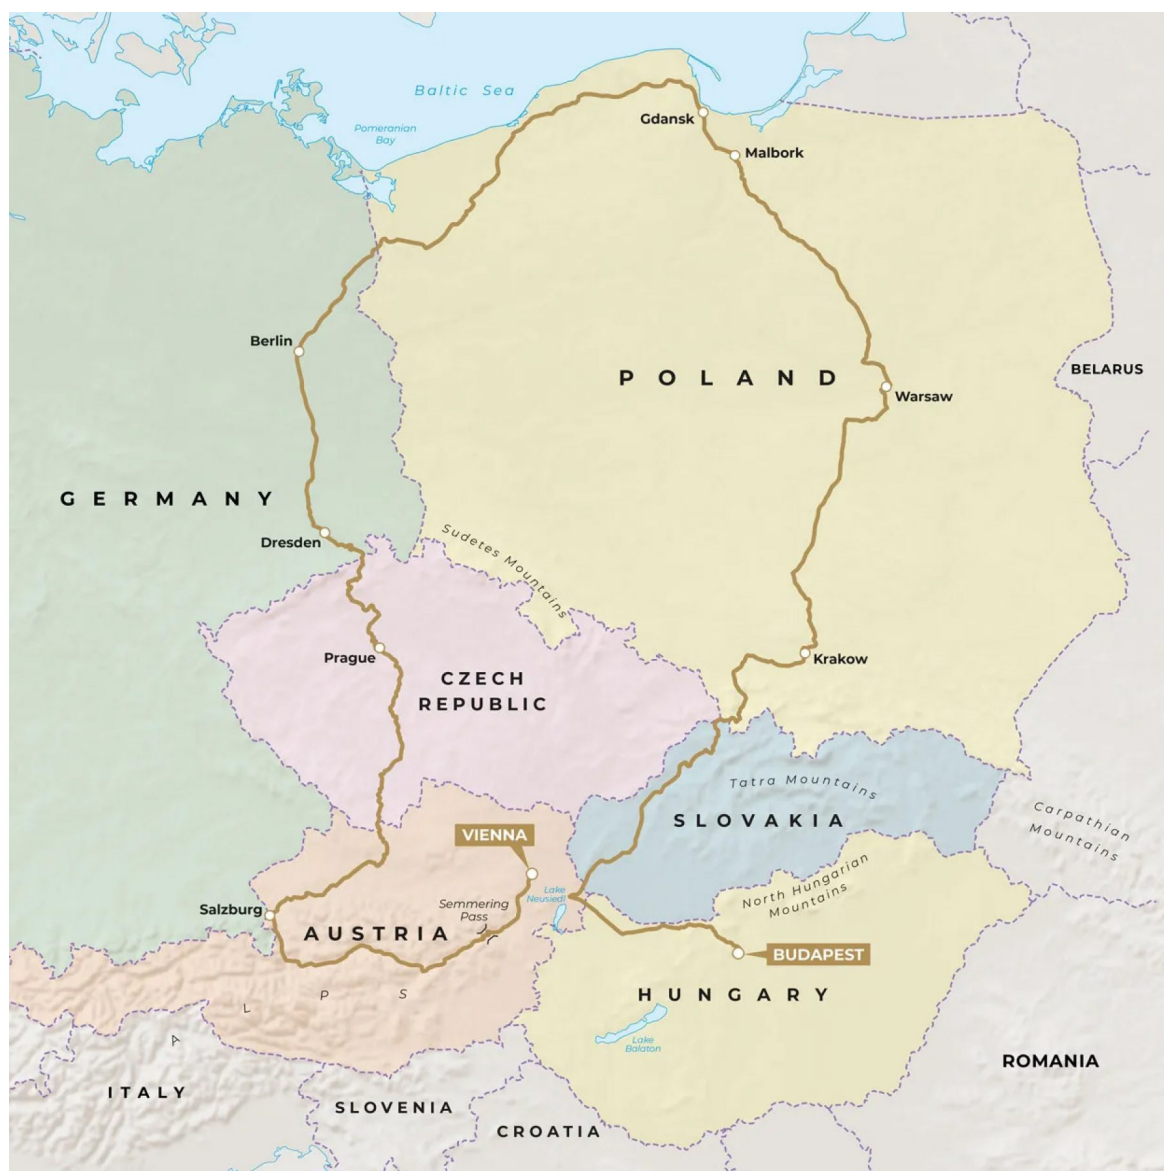 Baltic Sea
Pomeranian
Bay
Gdansk
Malbork
Berlin
POLAND
BELARUS
Warsaw
GERMANY
Dresden
Sudetes Mountains
Prague
Krakow
CZECH
REPUBLIC
Tatra Mountains
SLOVAKIA
Carpathian
Mountains
VIENNA
Lake
Neusiedl
North Hungarian
Mountains
Salzburg
Semmering
Pass
AUSTRIA
BUDAPEST
HUNGARY
ALPS
Lake
Balaton
ITALY
ROMANIA
SLOVENIA
CROATIA